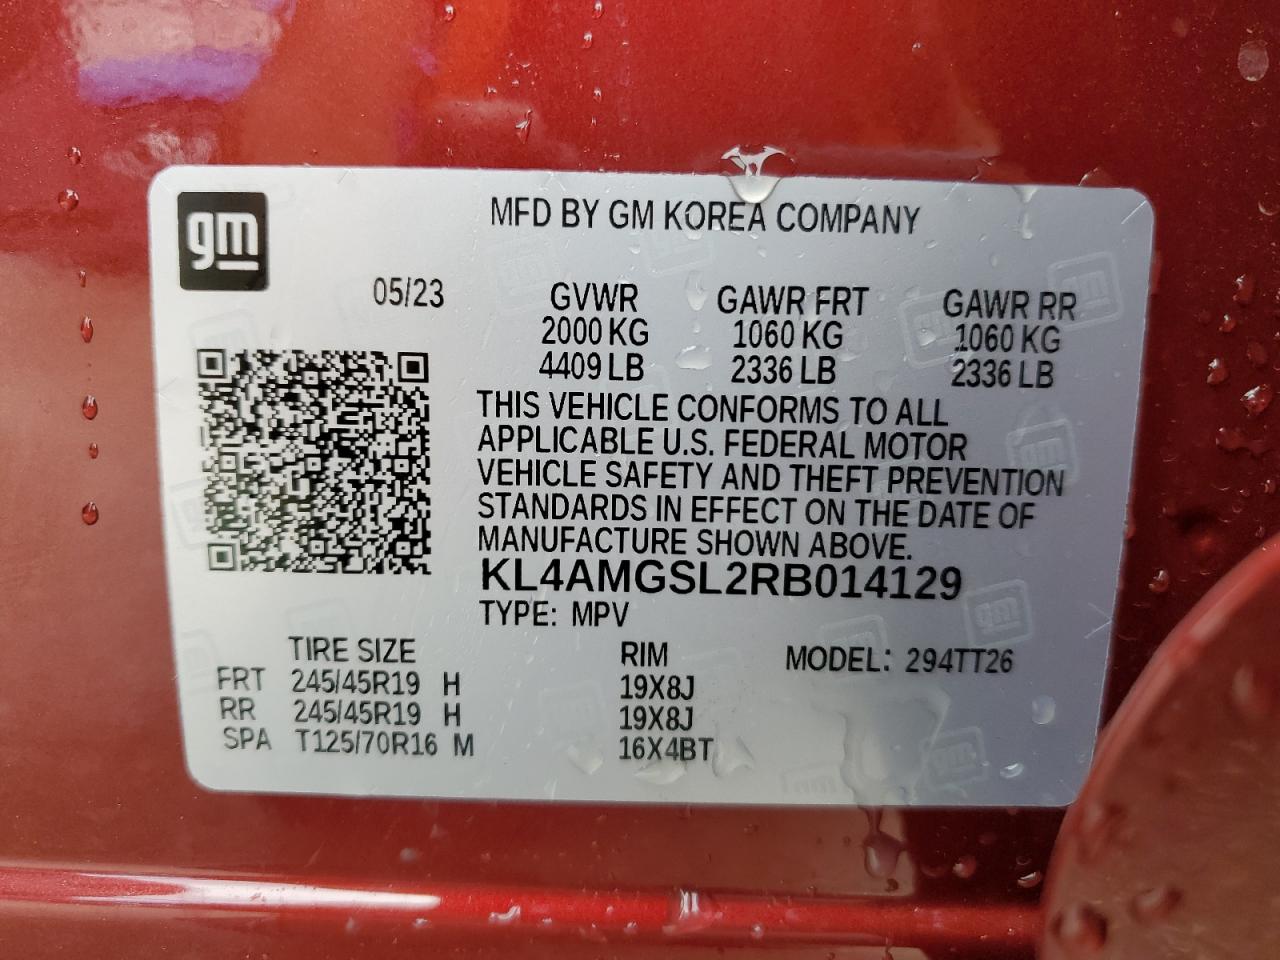 gm
MFD BY GM KOREA COMPANY
05/23 GVWR GAWR FRT GAWR RR
2000 KG 1060 KG 1060 KG
4409 LB 2336 LB 2336 LB
THIS VEHICLE CONFORMS TO ALL
APPLICABLE U.S. FEDERAL MOTOR
VEHICLE SAFETY AND THEFT PREVENTION
STANDARDS IN EFFECT ON THE DATE OF
MANUFACTURE SHOWN ABOVE.
KL4AMGSL2RB014129
TYPE: MPV
TIRE SIZE RIM MODEL: 294TT26
FRT 245/45R19 H 19X8J
RR 245/45R19 H 19X8J
SPA T125/70R16 M 16X4BT